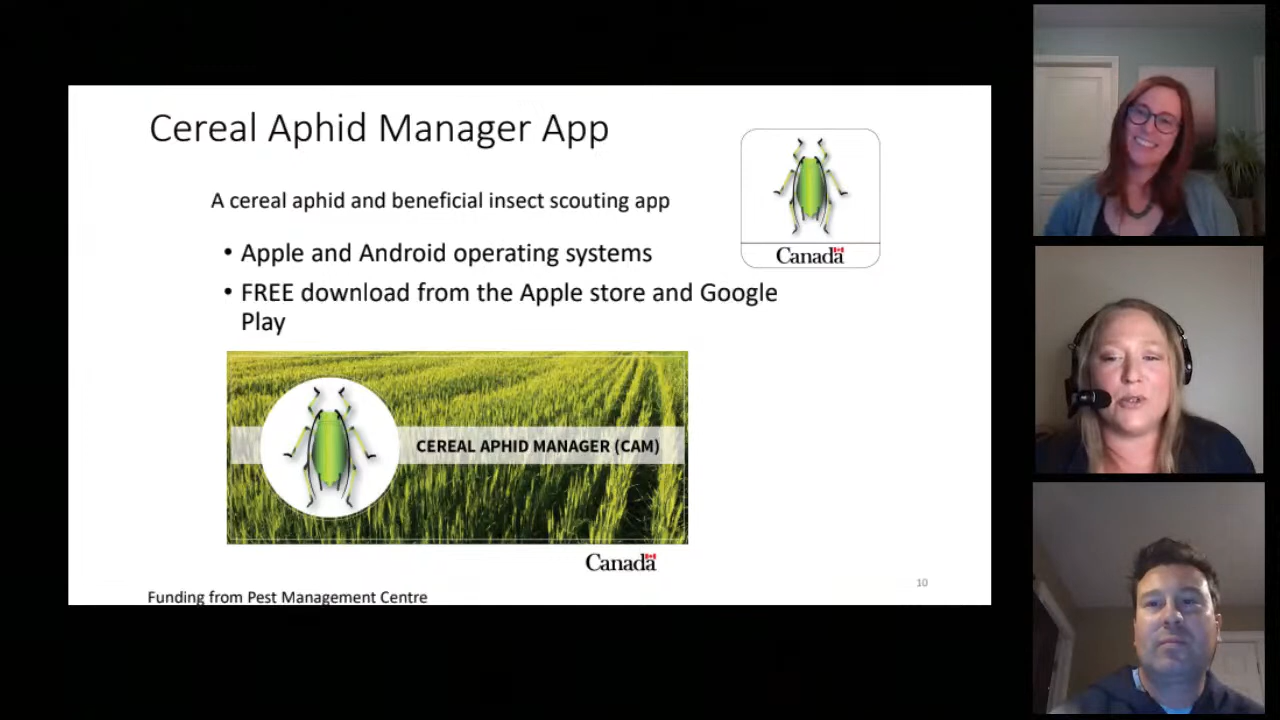 Cereal Aphid Manager App
A cereal aphid and beneficial insect scouting app
• Apple and Android operating systems
• FREE download from the Apple store and Google
Play
Canada
CEREAL APHID MANAGER (CAM)
Canada
10
Funding from Pest Management Centre